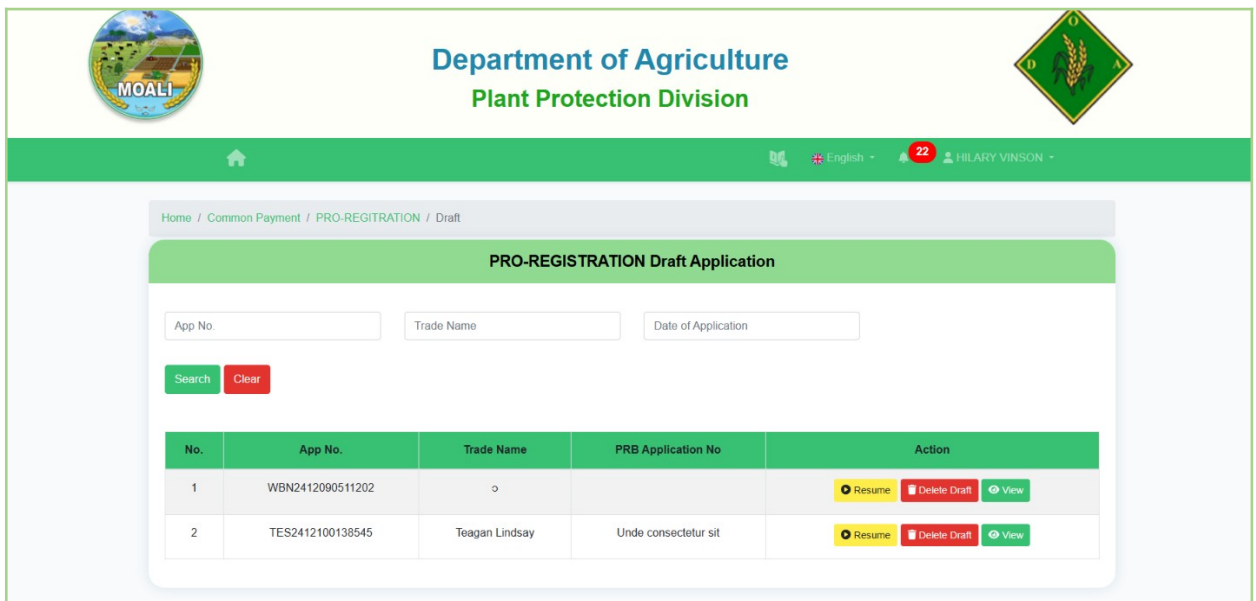 MOALI
D O A
Department of Agriculture
Plant Protection Division
English 22 HILARY VINSON
Home / Common Payment / PRO-REGITRATION / Draft
PRO-REGISTRATION Draft Application
App No. Trade Name Date of Application
Search Clear
No. App No. Trade Name PRB Application No Action
1 WBN2412090511202 ၁ Resume Delete Draft View
2 TES2412100138545 Teagan Lindsay Unde consectetur sit Resume Delete Draft View